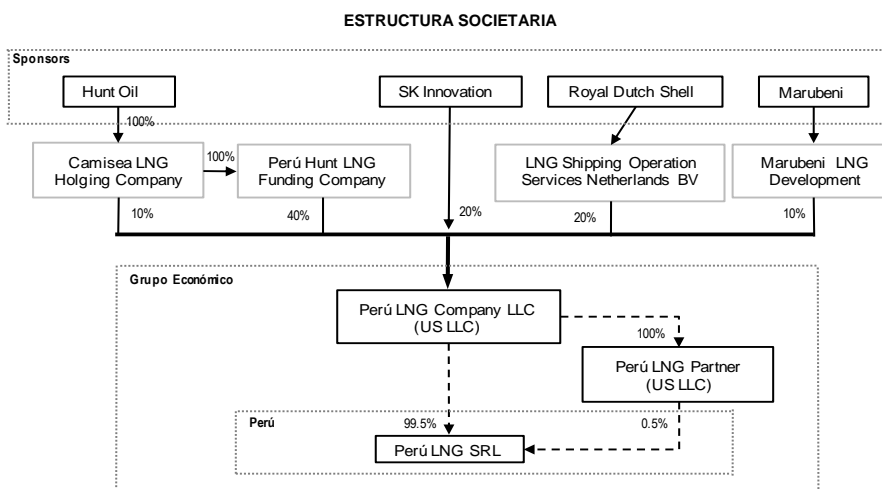 ESTRUCTURA SOCIETARIA
Sponsors
Hunt Oil
SK Innovation
Royal Dutch Shell
Marubeni
100%
Camisea LNG
Holging Company
100%
Perú Hunt LNG
Funding Company
LNG Shipping Operation
Services Netherlands BV
Marubeni LNG
Development
10%
40%
20%
20%
10%
Grupo Económico
Perú LNG Company LLC
(US LLC)
100%
Perú LNG Partner
(US LLC)
Perú
99.5%
0.5%
Perú LNG SRL